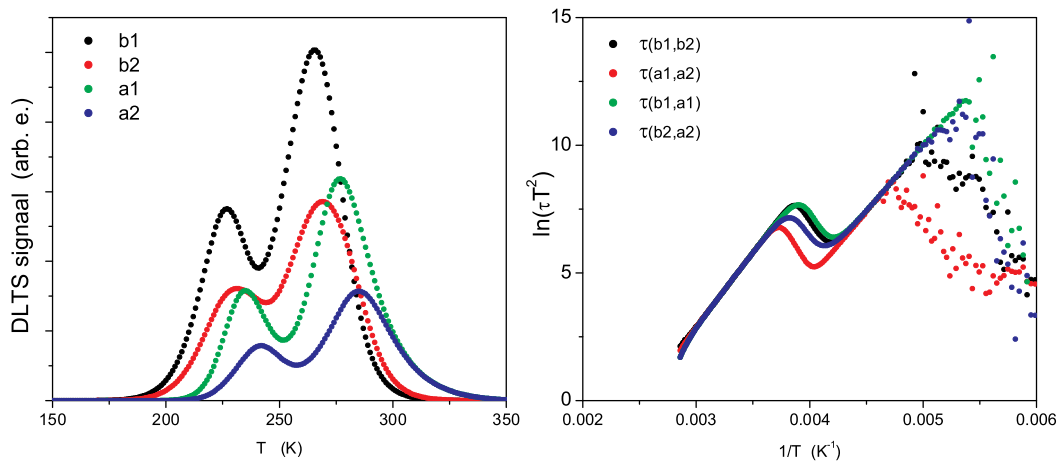 DLTS signaal (arb. e.)
b1
b2
a1
a2
150
200
250
300
350
T (K)
ln(τT²)
15
10
5
0
τ(b1,b2)
τ(a1,a2)
τ(b1,a1)
τ(b2,a2)
0.002
0.003
0.004
0.005
0.006
1/T (K⁻¹)